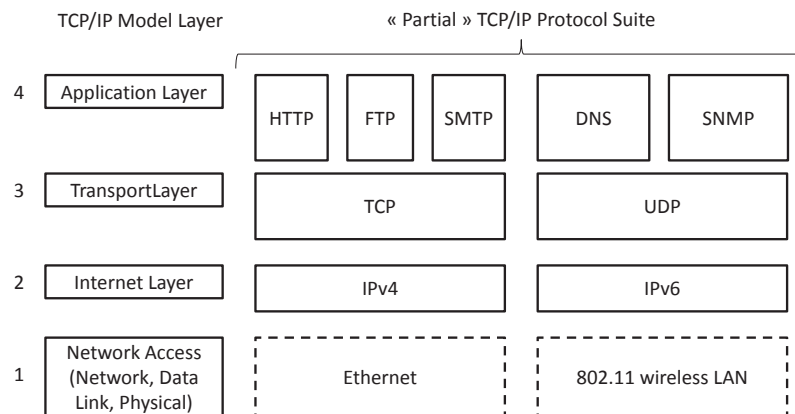 TCP/IP Model Layer
« Partial » TCP/IP Protocol Suite
4
Application Layer
HTTP
FTP
SMTP
DNS
SNMP
3
TransportLayer
TCP
UDP
2
Internet Layer
IPv4
IPv6
1
Network Access
(Network, Data
Link, Physical)
Ethernet
802.11 wireless LAN